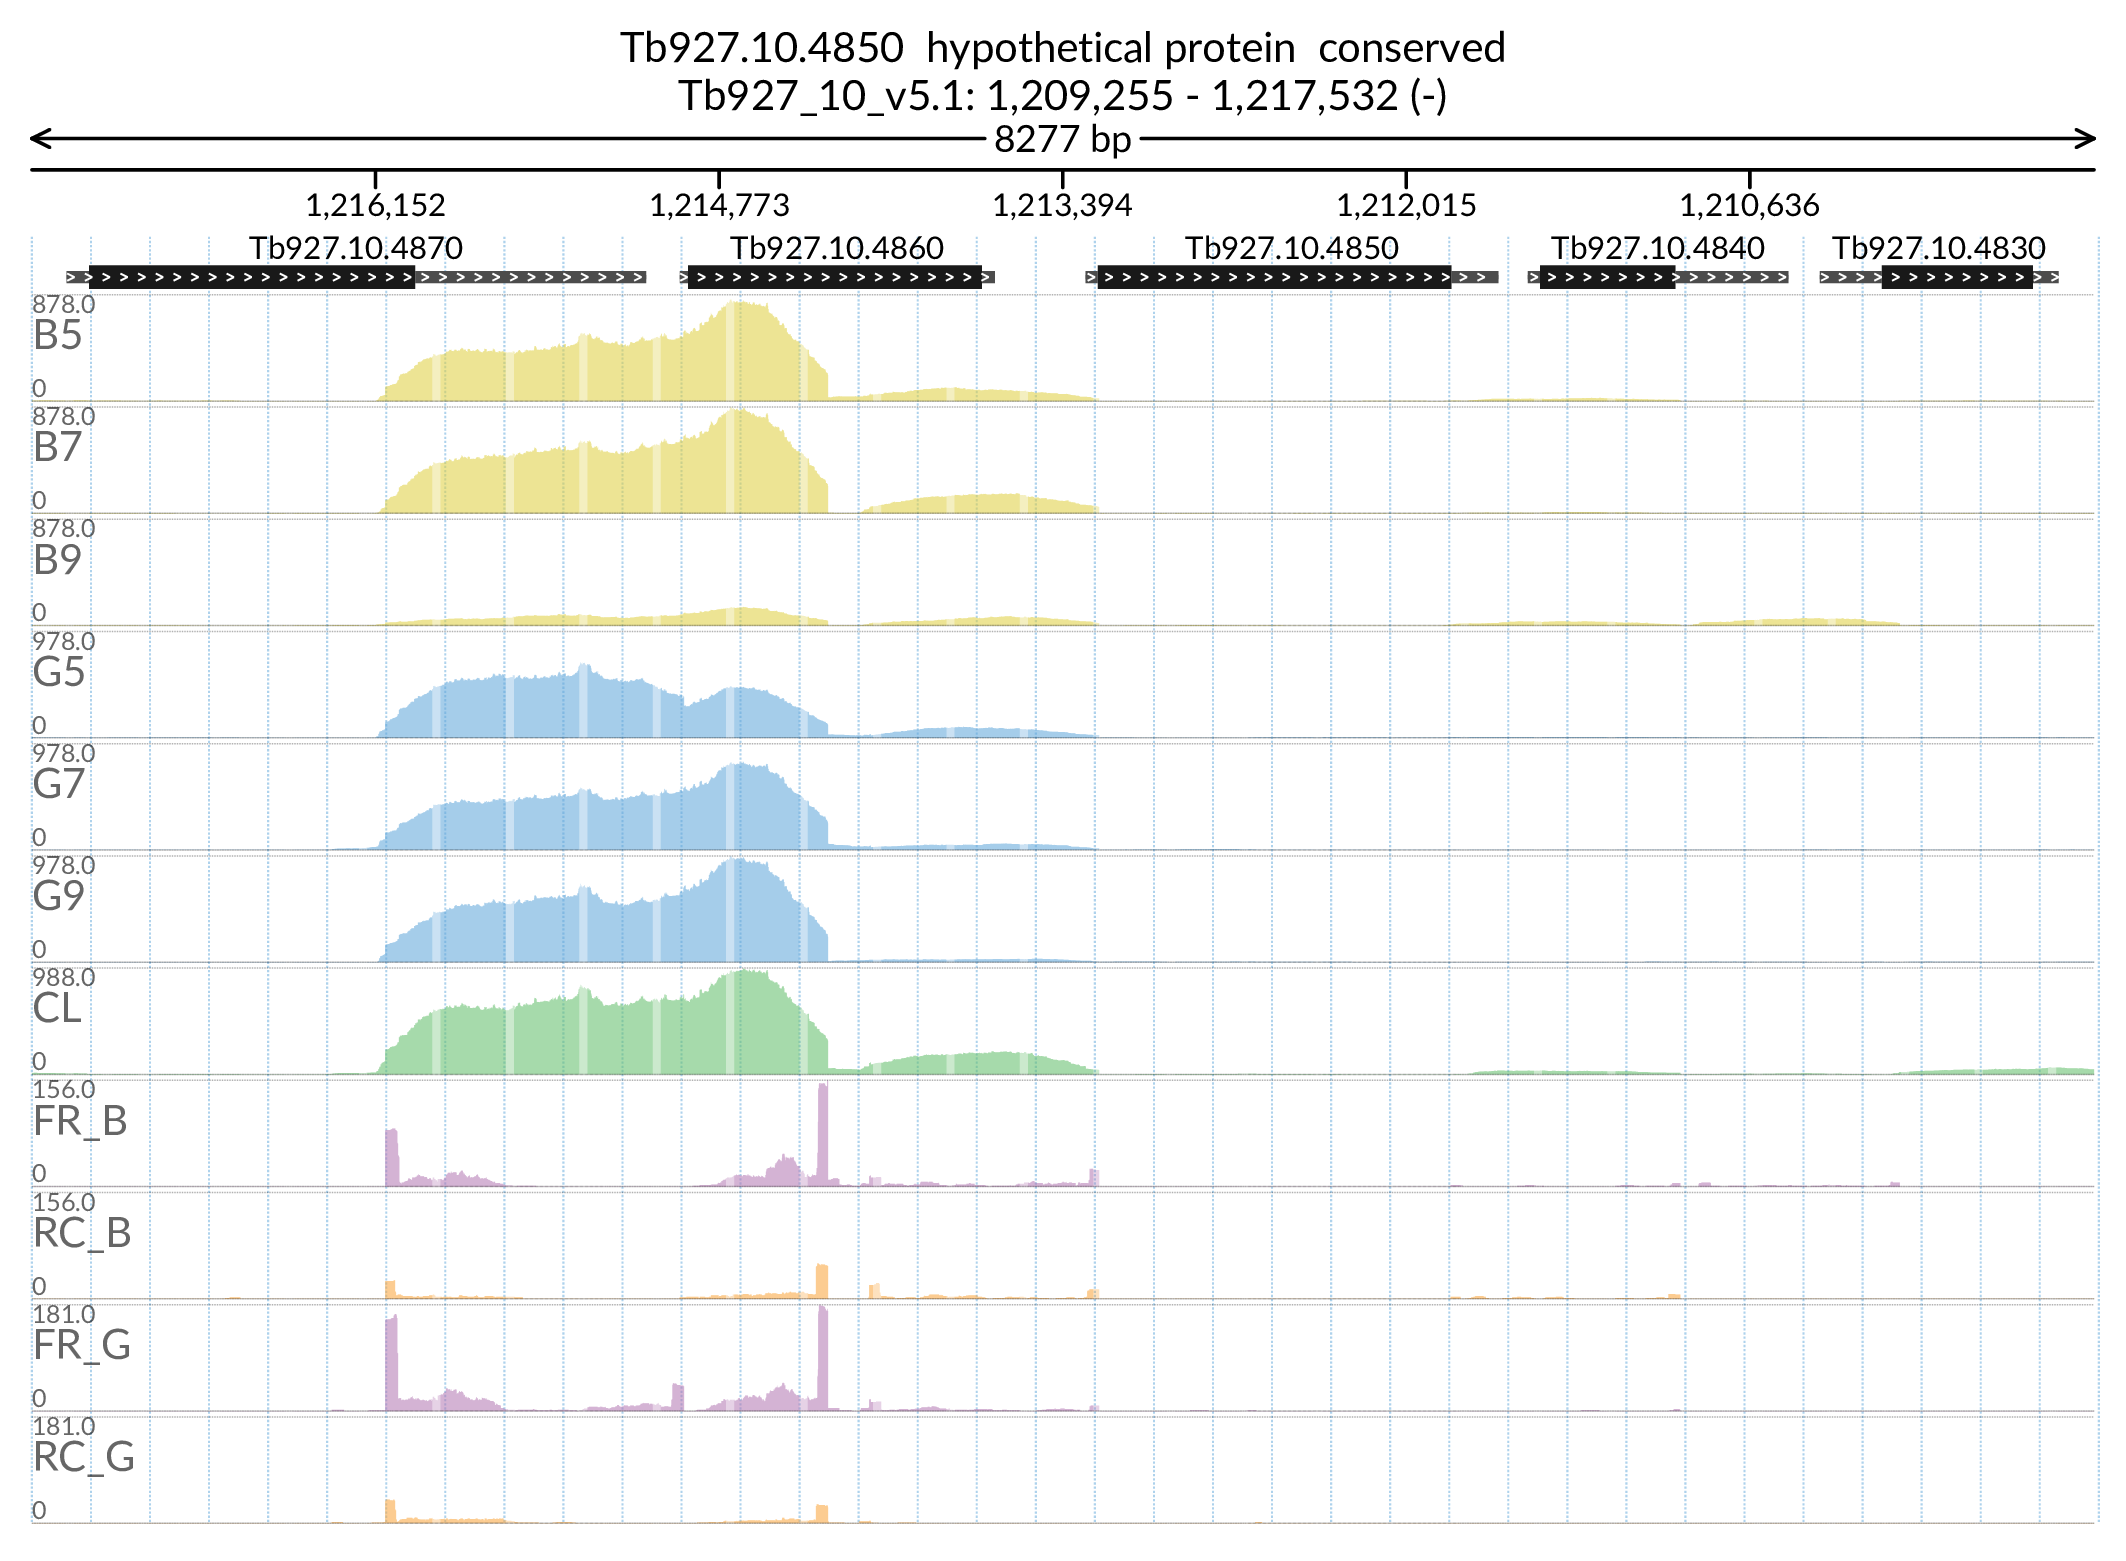 Tb927.10.4850 hypothetical protein conserved
Tb927_10_v5.1: 1,209,255 - 1,217,532 (-)
8277 bp
1,216,152 1,214,773 1,213,394 1,212,015 1,210,636
Tb927.10.4870 Tb927.10.4860 Tb927.10.4850 Tb927.10.4840 Tb927.10.4830
878.0
B5
0
878.0
B7
0
878.0
B9
0
978.0
G5
0
978.0
G7
0
978.0
G9
0
988.0
CL
0
156.0
FR_B
0
156.0
RC_B
0
181.0
FR_G
0
181.0
RC_G
0